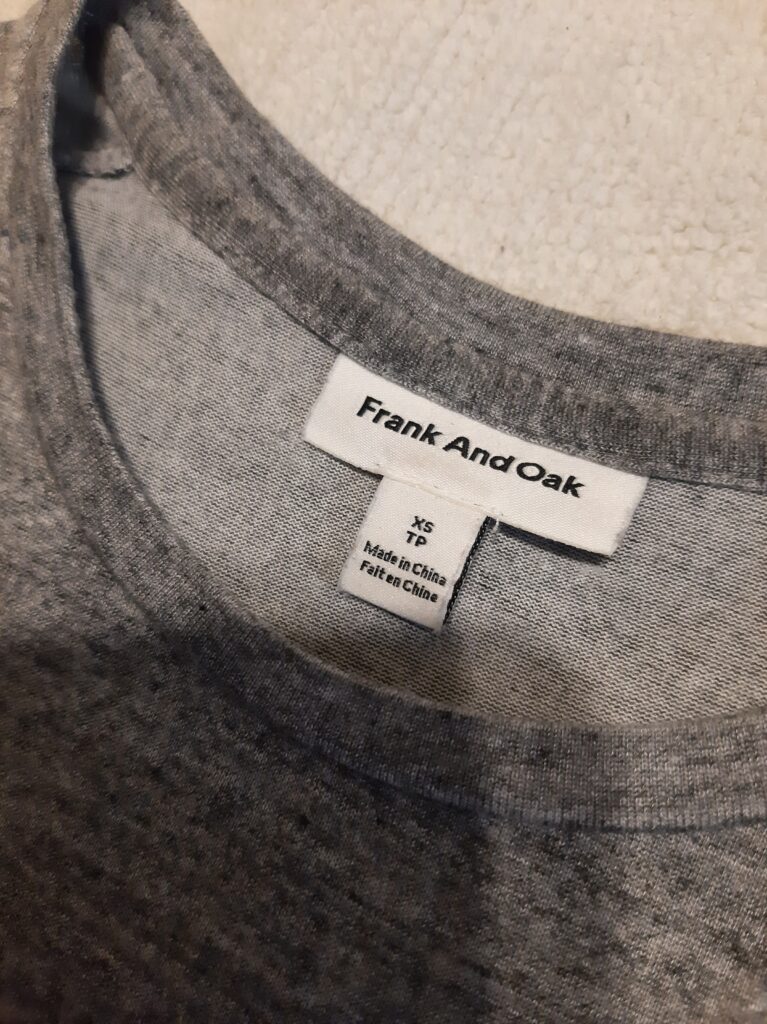 Frank And Oak
XS
TP
Made in China
Fait en Chine